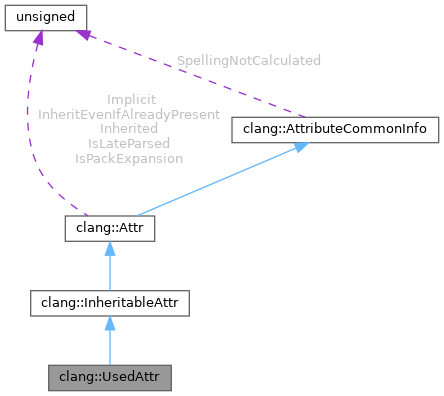 unsigned
SpellingNotCalculated
Implicit
InheritEvenIfAlreadyPresent
Inherited
IsLateParsed
IsPackExpansion
clang::AttributeCommonInfo
clang::Attr
clang::InheritableAttr
clang::UsedAttr